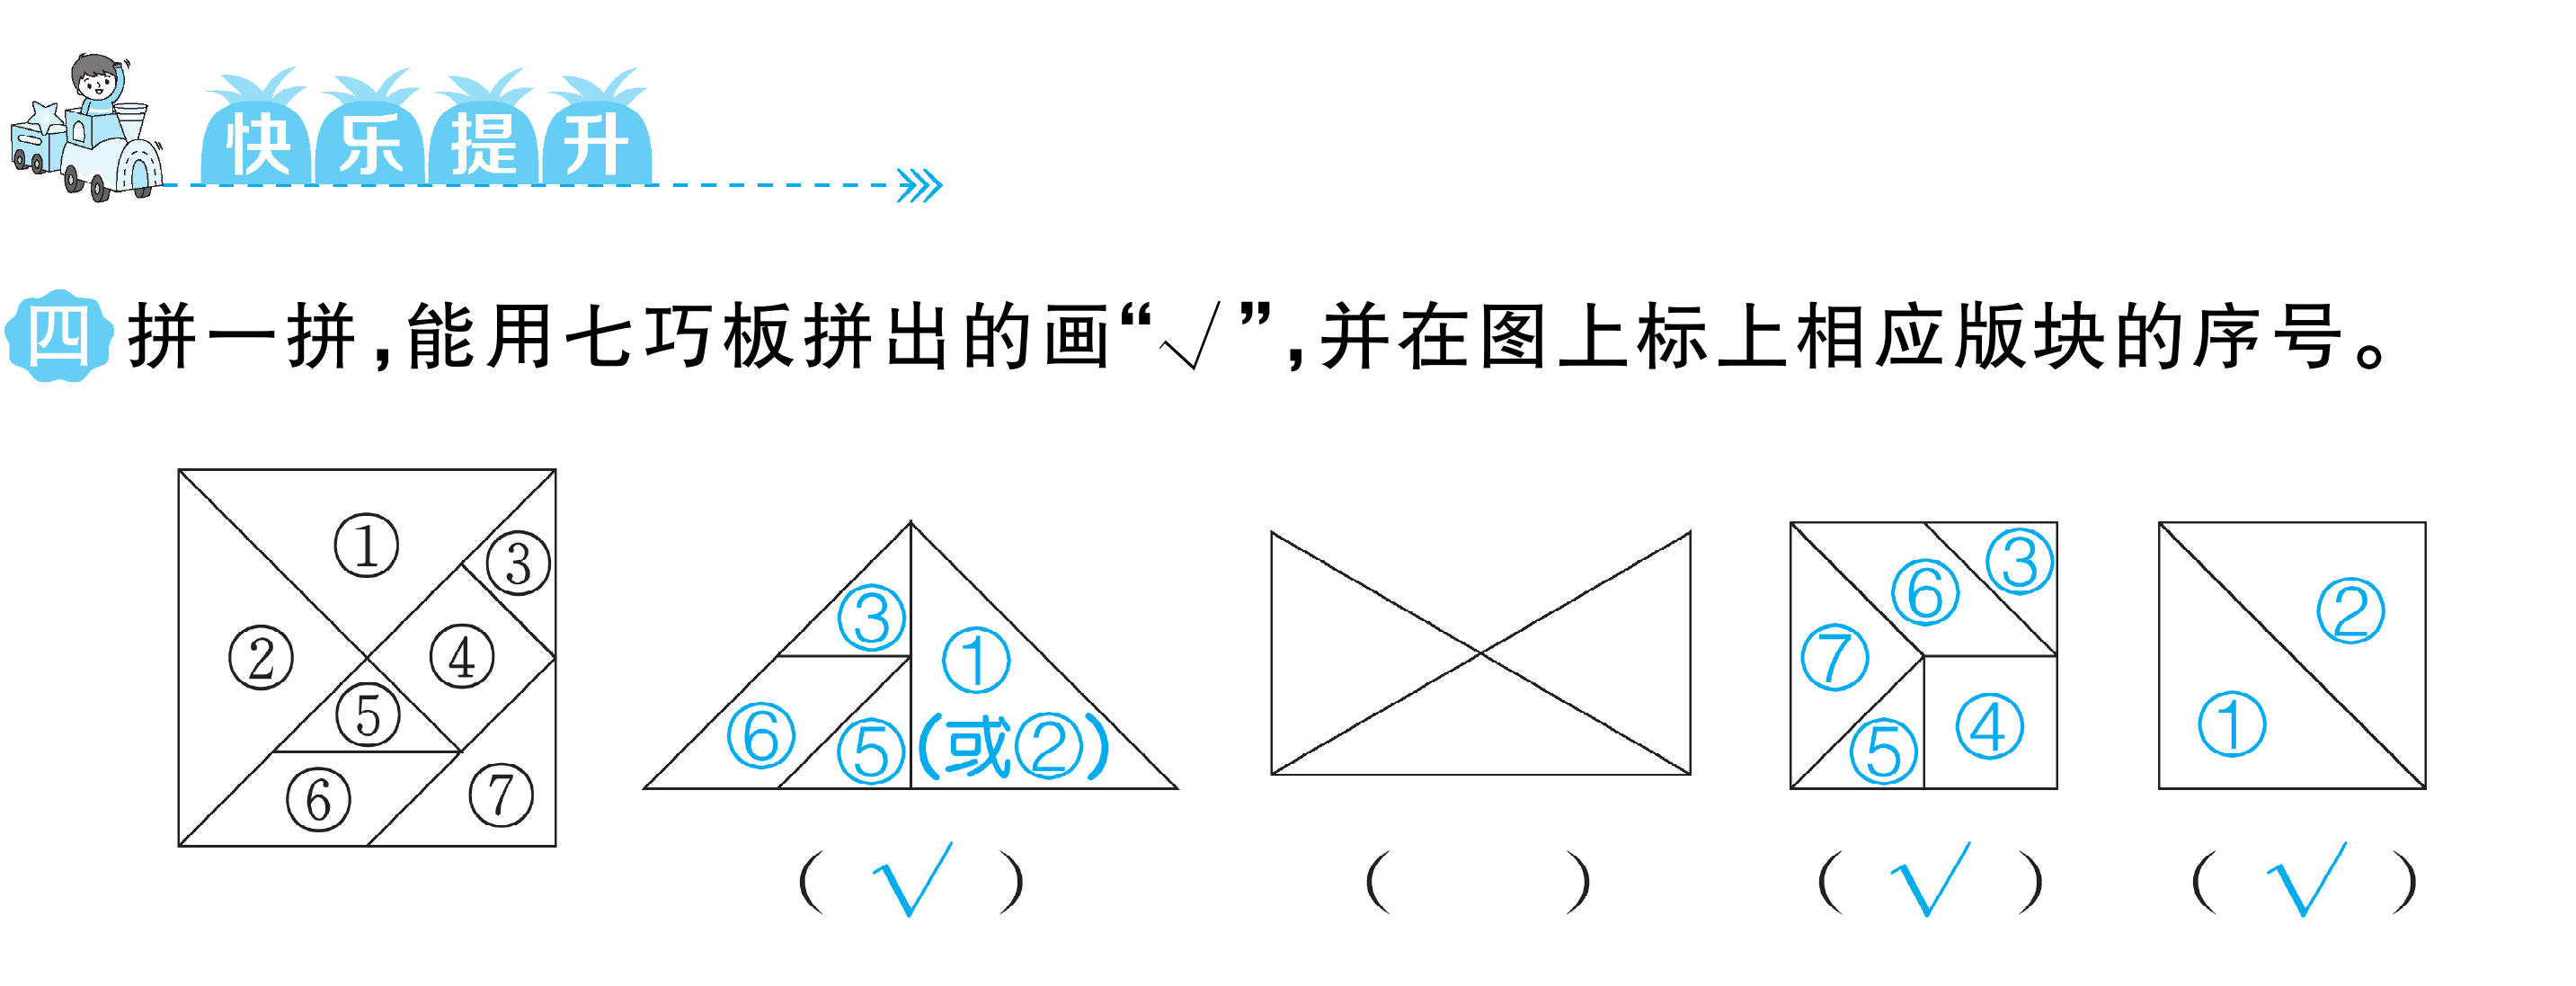 快乐提升
四 拼一拼,能用七巧板拼出的画“√”,并在图上标上相应版块的序号。
① ② ③ ④ ⑤ ⑥ ⑦
③ ⑥ ⑤ ① (或②)
⑦ ⑥ ③ ⑤ ④
① ②
( √ ) ( ) ( √ ) ( √ )